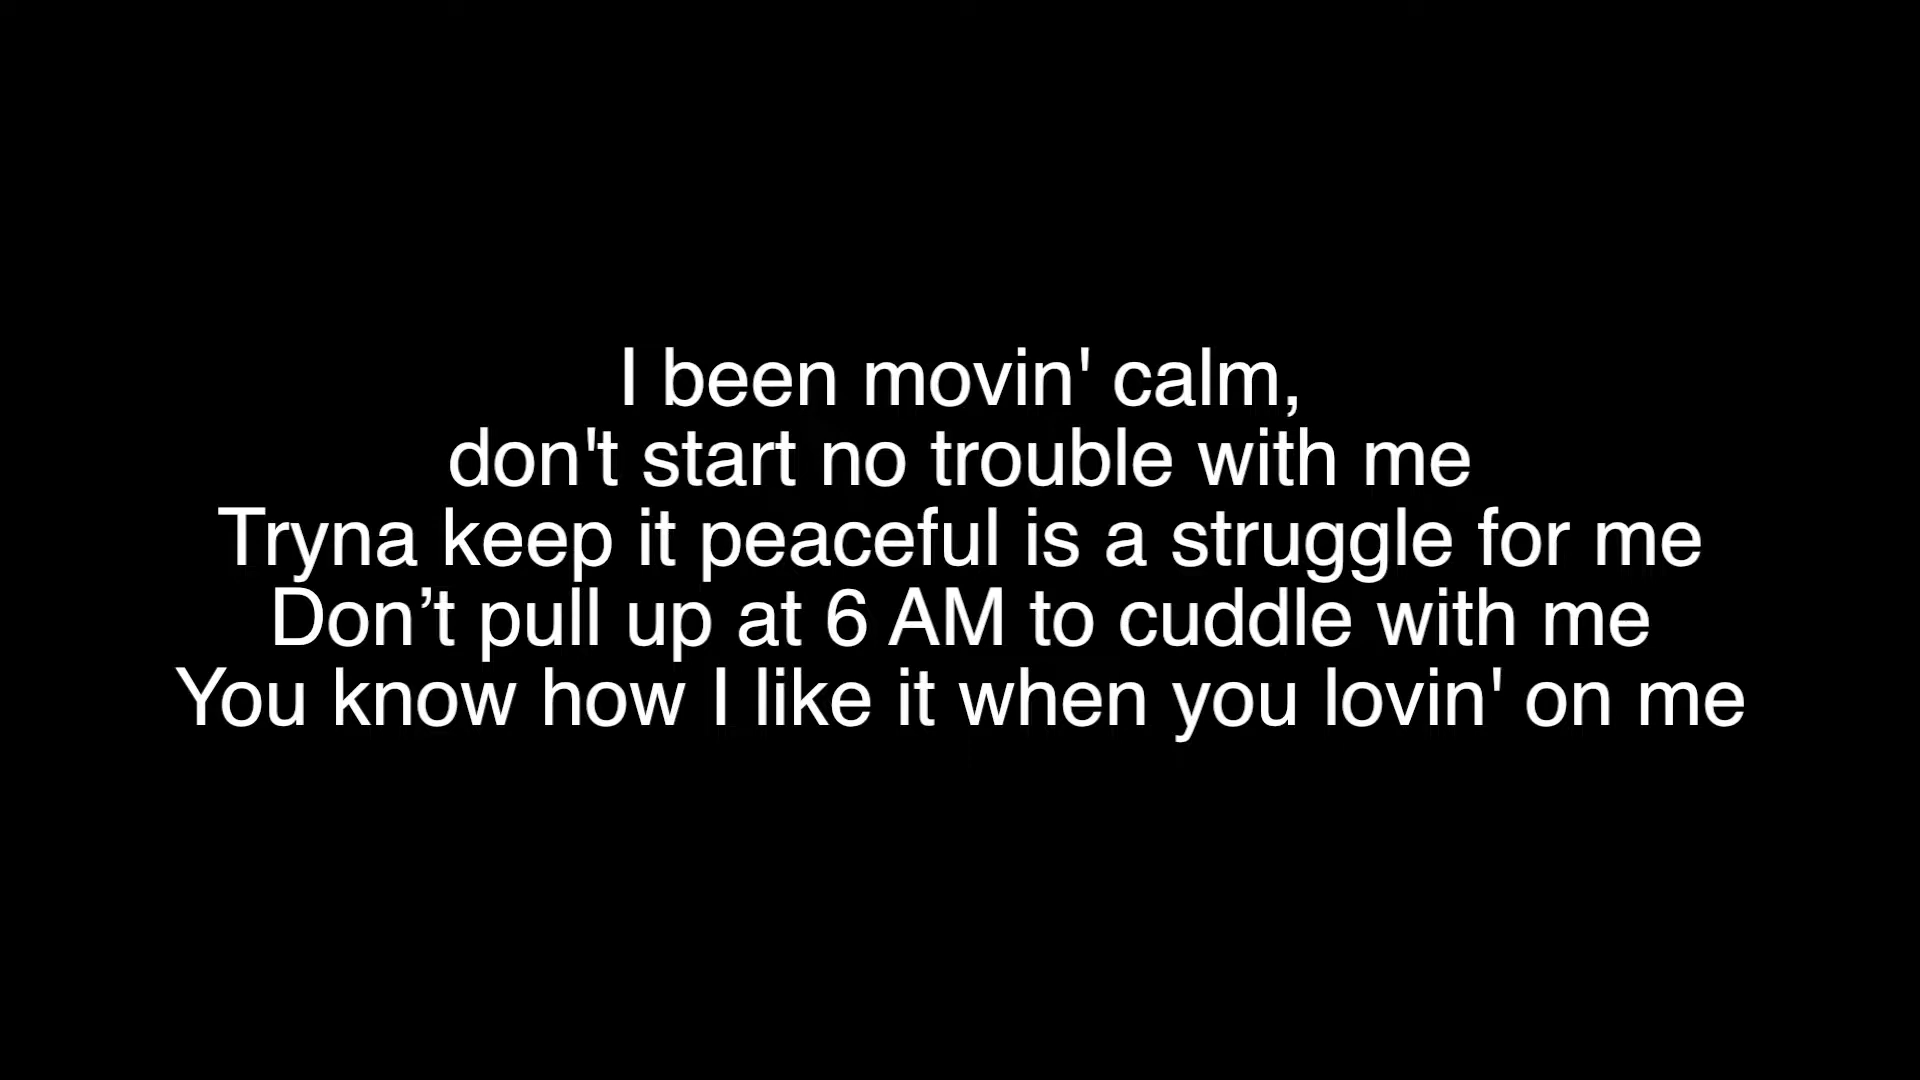 I been movin' calm,
don't start no trouble with me
Tryna keep it peaceful is a struggle for me
Don’t pull up at 6 AM to cuddle with me
You know how I like it when you lovin' on me